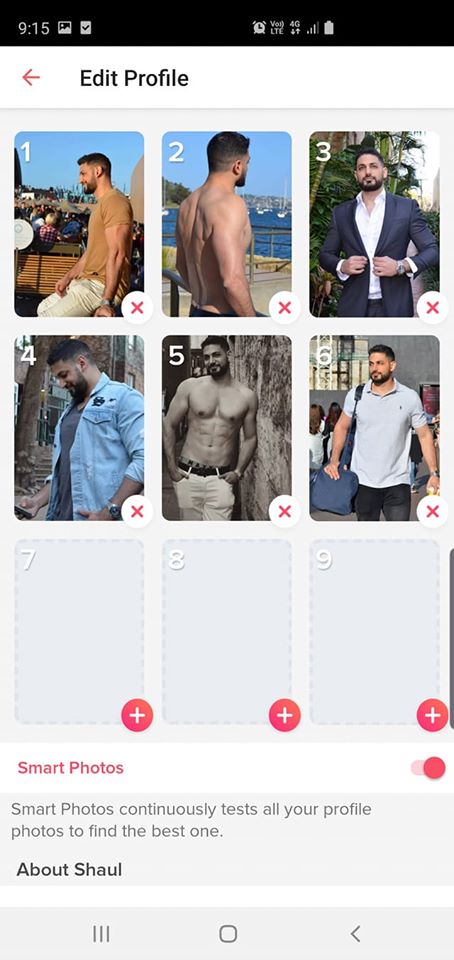 9:15
Vo))
LTE
4G
Edit Profile
1
2
3
4
5
6
7
8
9
Smart Photos
Smart Photos continuously tests all your profile
photos to find the best one.
About Shaul